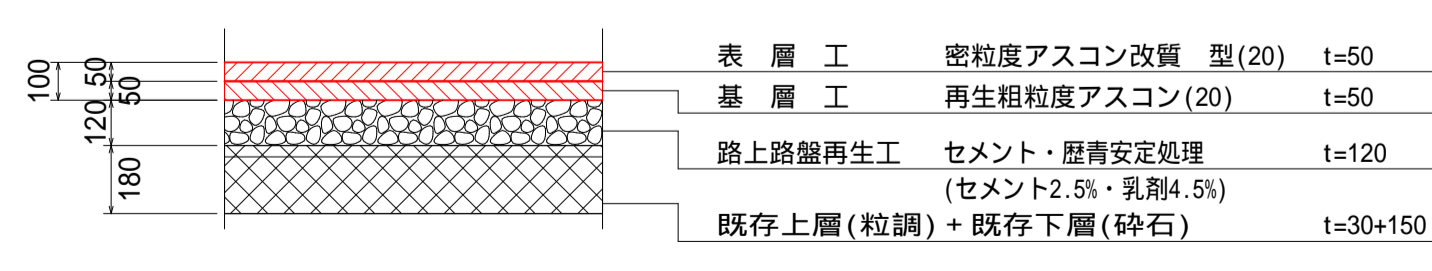 100
50
50
120
180
表　層　工　密粒度アスコン改質　型(20)　t=50
基　層　工　再生粗粒度アスコン(20)　t=50
路上路盤再生工　セメント・歴青安定処理　t=120
(セメント2.5%・乳剤4.5%)
既存上層(粒調)＋既存下層(砕石)　t=30+150